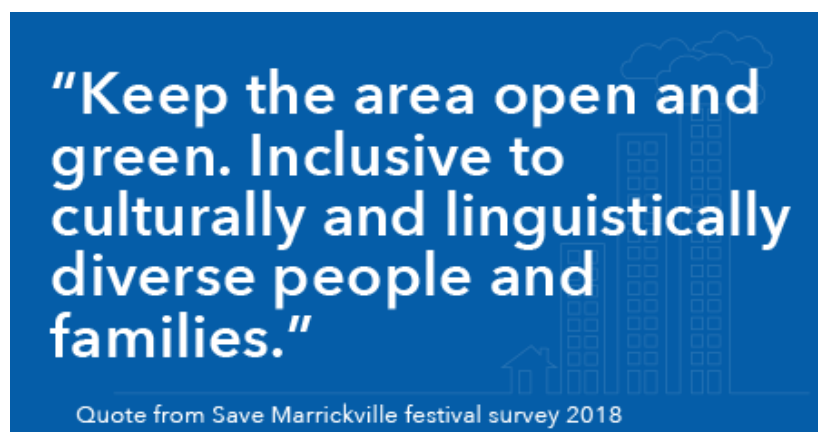 “Keep the area open and
green. Inclusive to
culturally and linguistically
diverse people and
families.”
Quote from Save Marrickville festival survey 2018